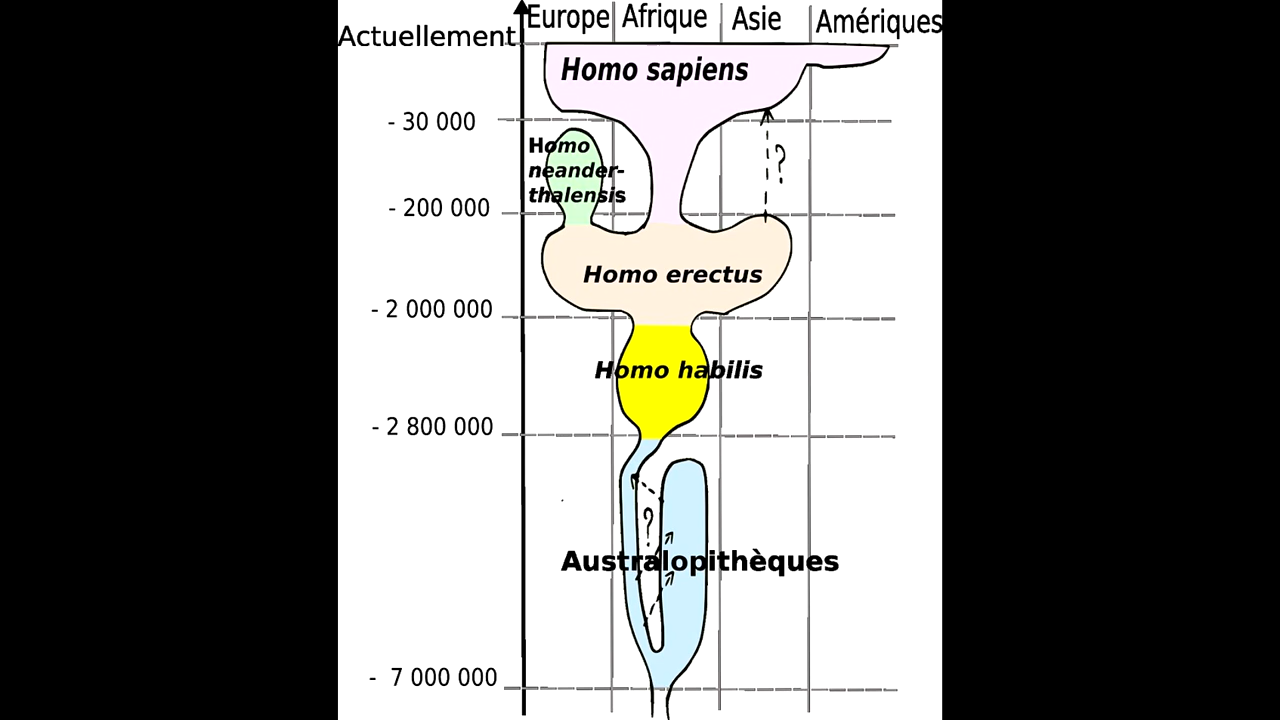 Europe Afrique Asie Amériques
Actuellement
Homo sapiens
- 30 000
Homo
neander-
thalensis
?
- 200 000
Homo erectus
- 2 000 000
Homo habilis
- 2 800 000
?
Australopithèques
- 7 000 000